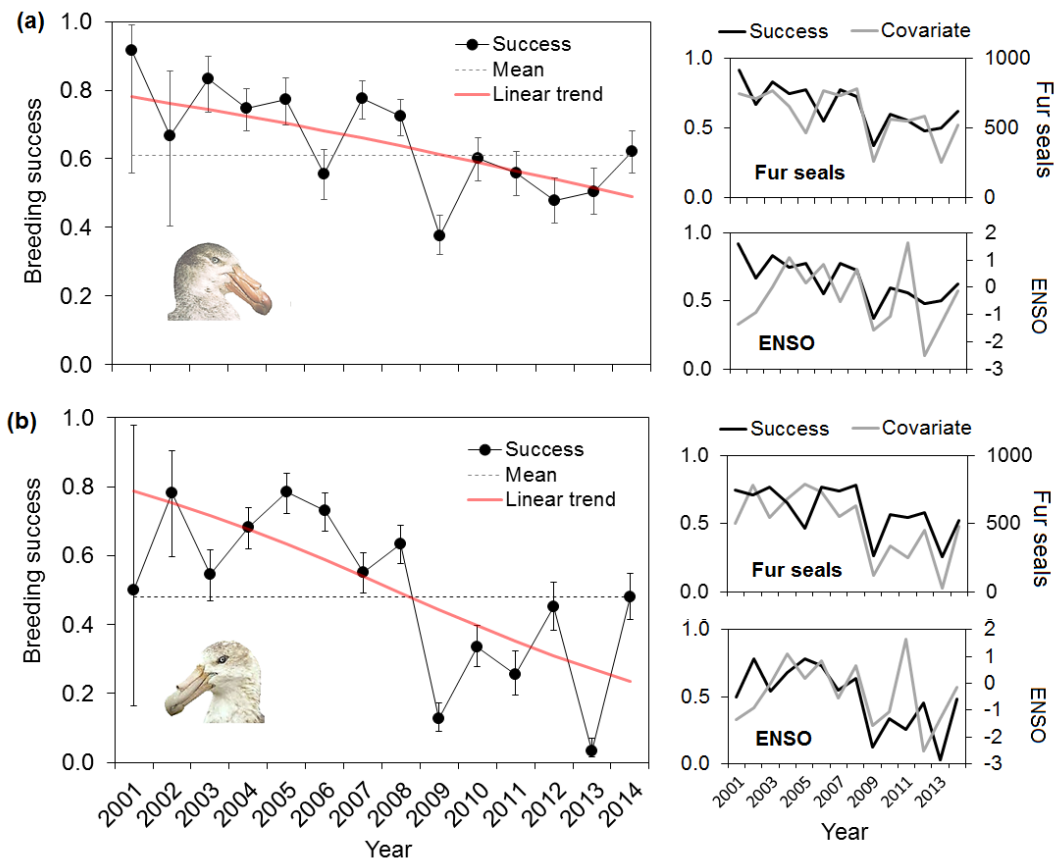 (a)
Breeding success
1.0
0.8
0.6
0.4
0.2
0.0
Success
Mean
Linear trend
Success
Covariate
1.0
0.5
0.0
1000
500
0
Fur seals
Fur seals
1.0
0.5
0.0
2
1
0
-1
-2
-3
ENSO
ENSO
(b)
Breeding success
1.0
0.8
0.6
0.4
0.2
0.0
Success
Mean
Linear trend
2001
2002
2003
2004
2005
2006
2007
2008
2009
2010
2011
2012
2013
2014
Year
Success
Covariate
1.0
0.5
0.0
1000
500
0
Fur seals
Fur seals
1.0
0.5
0.0
2
1
0
-1
-2
-3
ENSO
ENSO
2001
2003
2005
2007
2009
2011
2013
Year